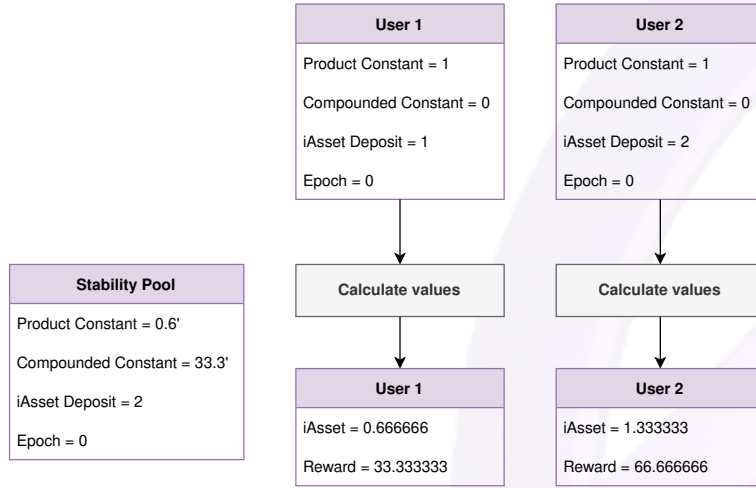 User 1
Product Constant = 1
Compounded Constant = 0
iAsset Deposit = 1
Epoch = 0
User 2
Product Constant = 1
Compounded Constant = 0
iAsset Deposit = 2
Epoch = 0
Stability Pool
Product Constant = 0.6'
Compounded Constant = 33.3'
iAsset Deposit = 2
Epoch = 0
Calculate values
Calculate values
User 1
iAsset = 0.666666
Reward = 33.333333
User 2
iAsset = 1.333333
Reward = 66.666666